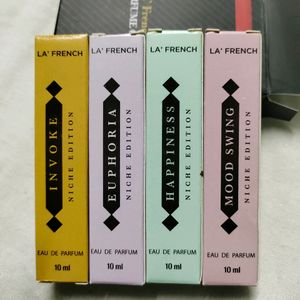 French
PERFUME
LA' FRENCH
INVOKE
NICHE EDITION
EAU DE PARFUM
10 ml
LA' FRENCH
EUPHORIA
NICHE EDITION
EAU DE PARFUM
10 ml
LA' FRENCH
HAPPINESS
NICHE EDITION
EAU DE PARFUM
10 ml
LA' FRENCH
MOOD SWING
NICHE EDITION
EAU DE PARFUM
10 ml